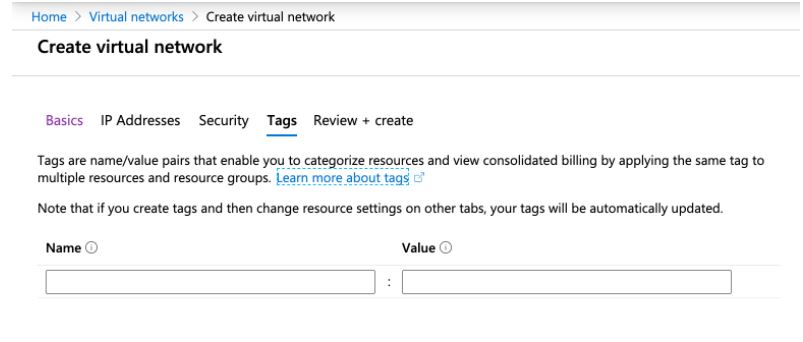 Home > Virtual networks > Create virtual network
Create virtual network
Basics IP Addresses Security Tags Review + create
Tags are name/value pairs that enable you to categorize resources and view consolidated billing by applying the same tag to
multiple resources and resource groups. Learn more about tags
Note that if you create tags and then change resource settings on other tabs, your tags will be automatically updated.
Name Value
: